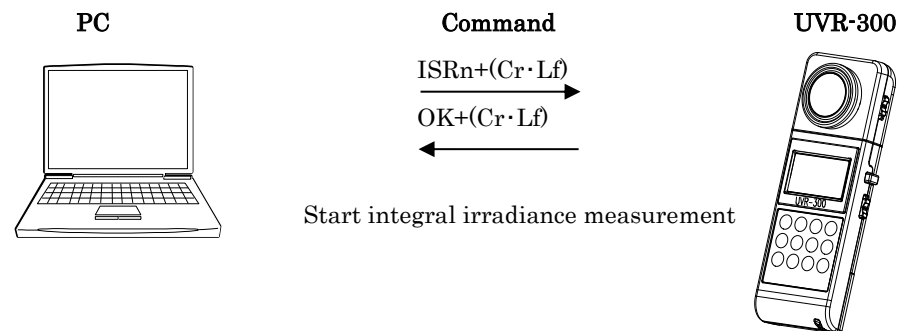 PC Command UVR-300
ISRn+(Cr・Lf)
OK+(Cr・Lf)
Start integral irradiance measurement
UVR-300